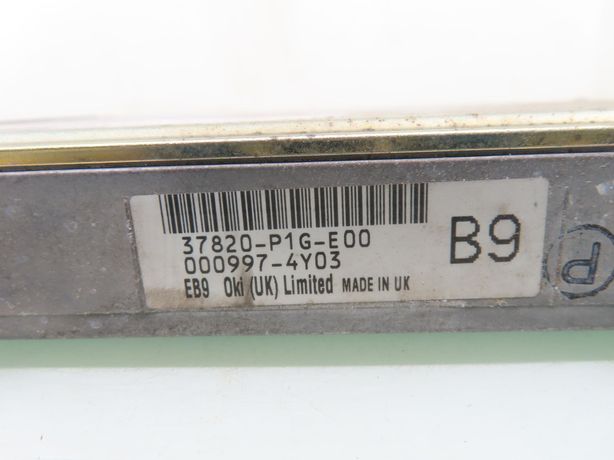 37820-P1G-E00
000997-4Y03
EB9 Oki (UK) Limited MADE IN UK
B9
P